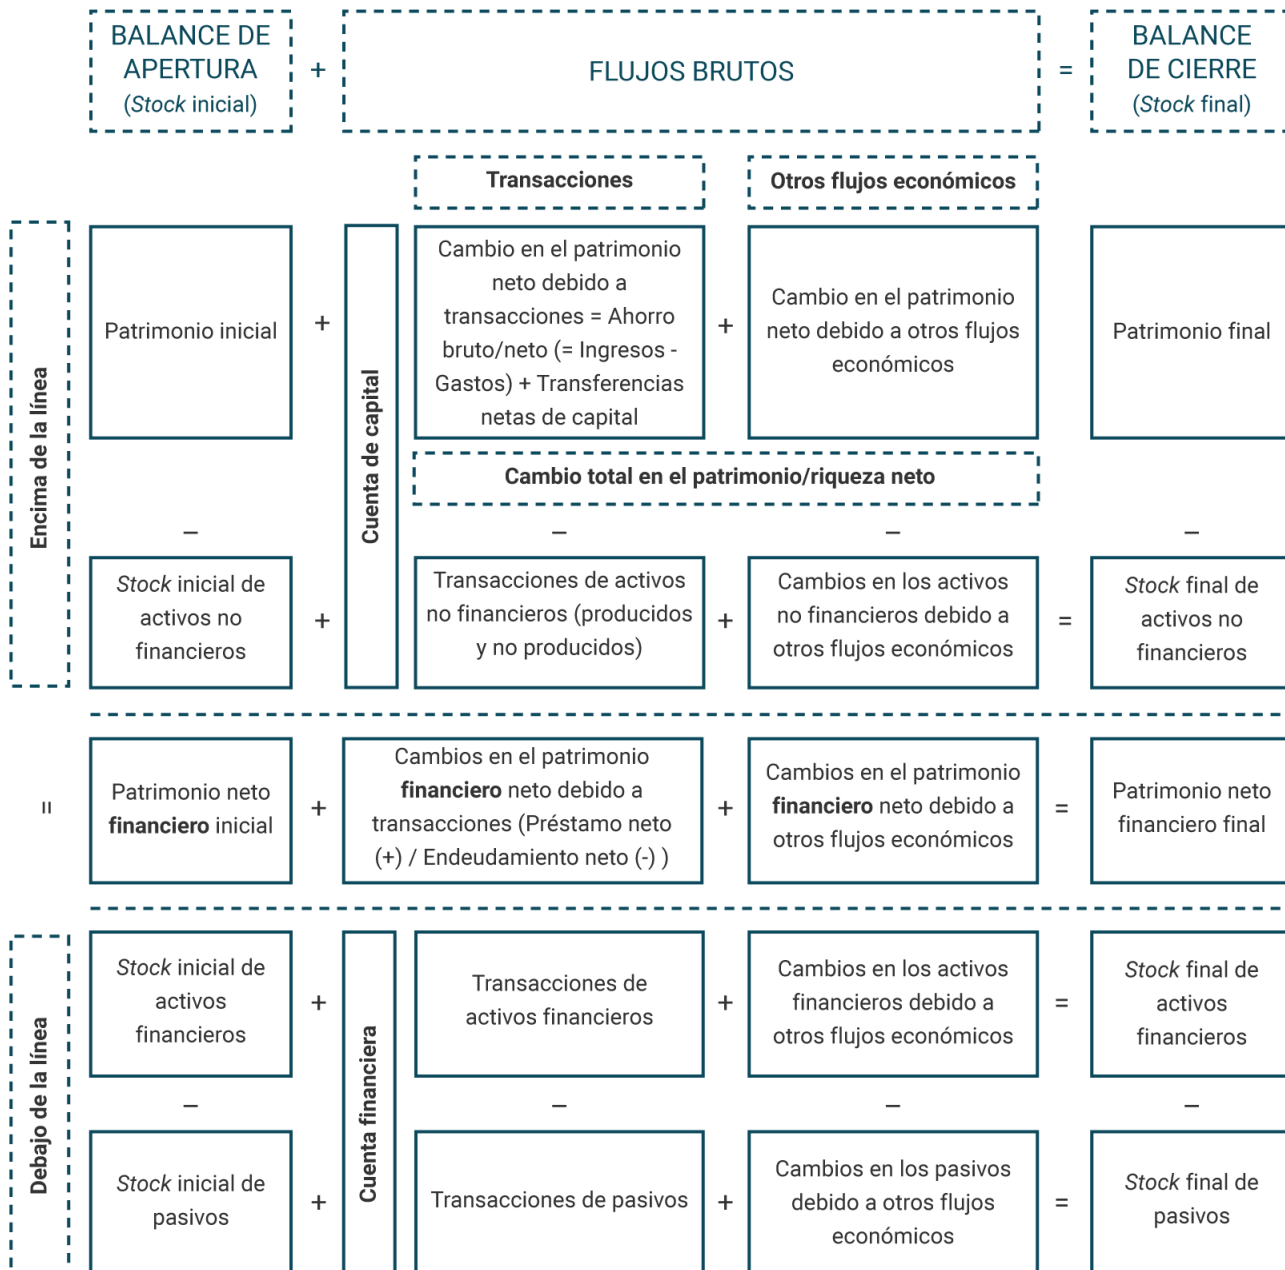 BALANCE DE
APERTURA
(Stock inicial)
+
FLUJOS BRUTOS
=
BALANCE
DE CIERRE
(Stock final)
Transacciones
Otros flujos económicos
Encima de la línea
Patrimonio inicial
+
Cuenta de capital
Cambio en el patrimonio
neto debido a
transacciones = Ahorro
bruto/neto (= Ingresos -
Gastos) + Transferencias
netas de capital
+
Cambio en el patrimonio
neto debido a otros flujos
económicos
Patrimonio final
Cambio total en el patrimonio/riqueza neto
– – – –
Stock inicial de
activos no
financieros
+
Transacciones de activos
no financieros (producidos
y no producidos)
+
Cambios en los activos
no financieros debido a
otros flujos económicos
=
Stock final de
activos no
financieros
=
Patrimonio neto
financiero inicial
+
Cambios en el patrimonio
financiero neto debido a
transacciones (Préstamo neto
(+) / Endeudamiento neto (-) )
+
Cambios en el patrimonio
financiero neto debido a
otros flujos económicos
=
Patrimonio neto
financiero final
Debajo de la línea
Stock inicial de
activos
financieros
+
Cuenta financiera
Transacciones de
activos financieros
+
Cambios en los activos
financieros debido a
otros flujos económicos
=
Stock final de
activos
financieros
– – – –
Stock inicial de
pasivos
+
Transacciones de pasivos
+
Cambios en los pasivos
debido a otros flujos
económicos
=
Stock final de
pasivos